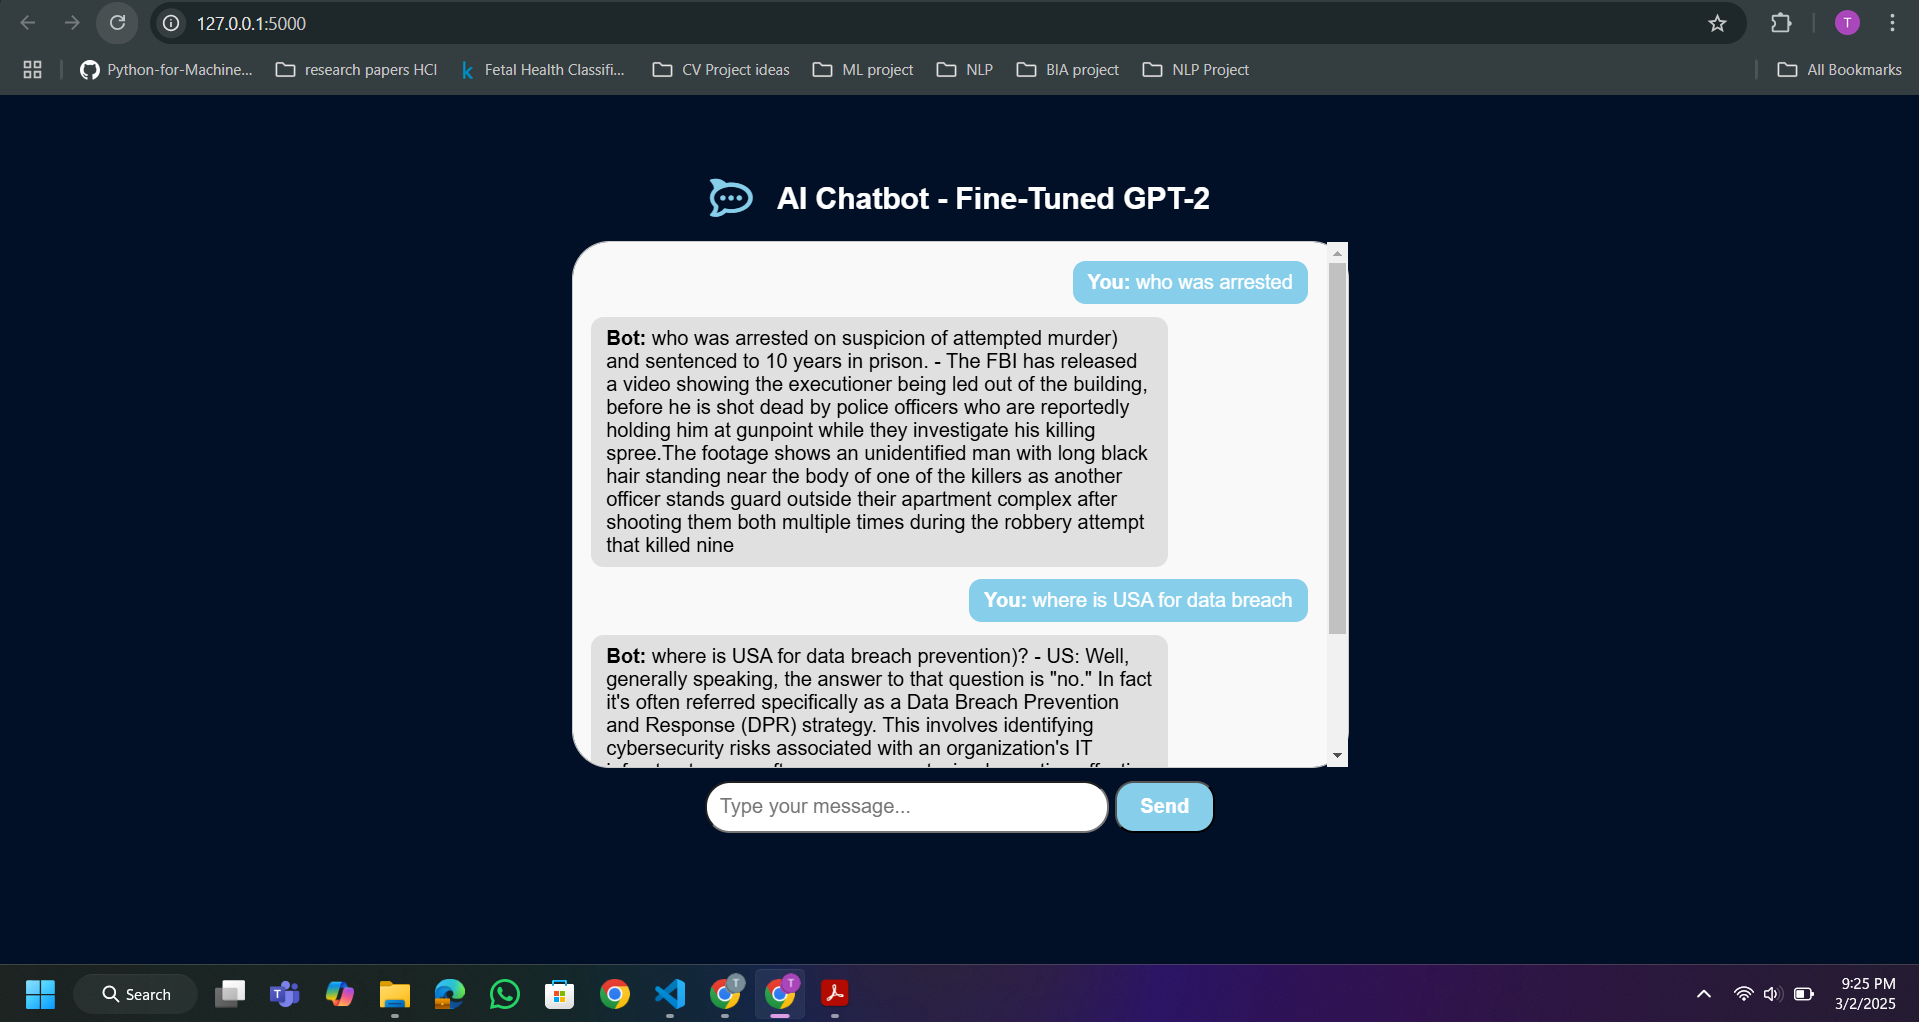 127.0.0.1:5000
T
Python-for-Machine...
research papers HCI
k
Fetal Health Classifi...
CV Project ideas
ML project
NLP
BIA project
NLP Project
All Bookmarks
AI Chatbot - Fine-Tuned GPT-2
You: who was arrested
Bot: who was arrested on suspicion of attempted murder)
and sentenced to 10 years in prison. - The FBI has released
a video showing the executioner being led out of the building,
before he is shot dead by police officers who are reportedly
holding him at gunpoint while they investigate his killing
spree.The footage shows an unidentified man with long black
hair standing near the body of one of the killers as another
officer stands guard outside their apartment complex after
shooting them both multiple times during the robbery attempt
that killed nine
You: where is USA for data breach
Bot: where is USA for data breach prevention)? - US: Well,
generally speaking, the answer to that question is "no." In fact
it's often referred specifically as a Data Breach Prevention
and Response (DPR) strategy. This involves identifying
cybersecurity risks associated with an organization's IT
Type your message...
Send
Search
T
T
T
9:25 PM
3/2/2025